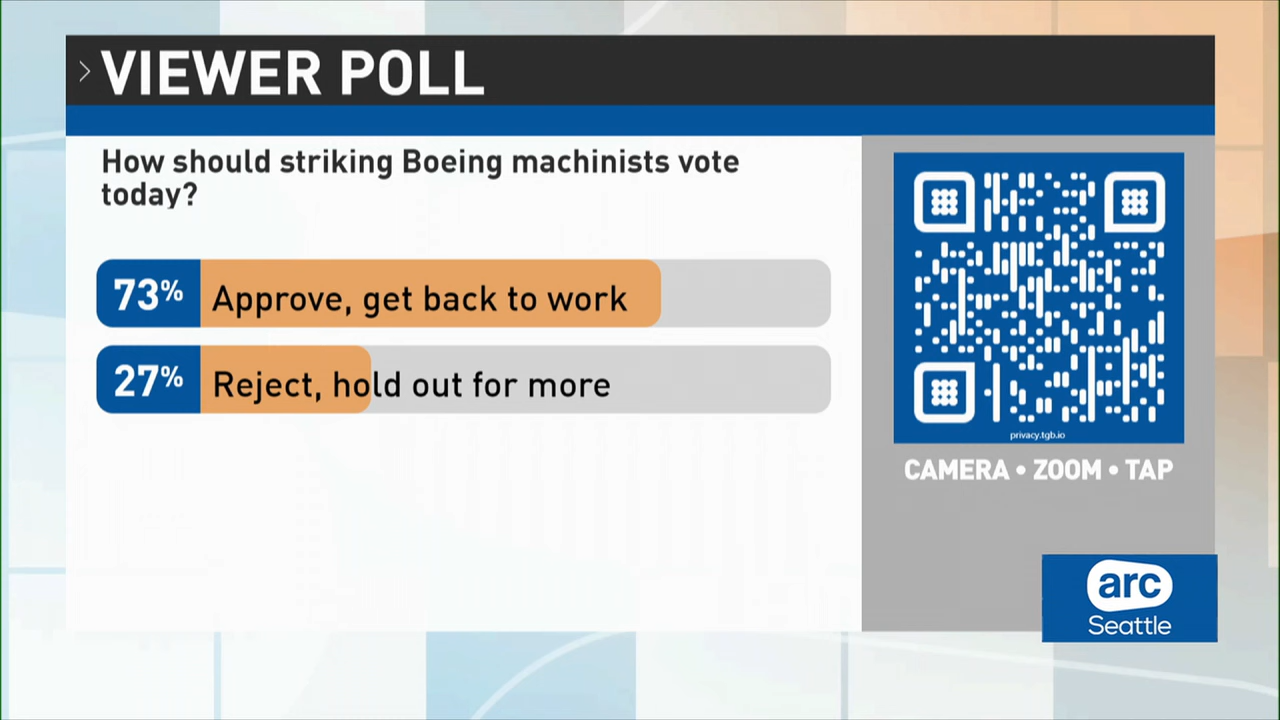 VIEWER POLL
How should striking Boeing machinists vote
today?
73% Approve, get back to work
27% Reject, hold out for more
privacy.tgb.io
CAMERA • ZOOM • TAP
arc
Seattle